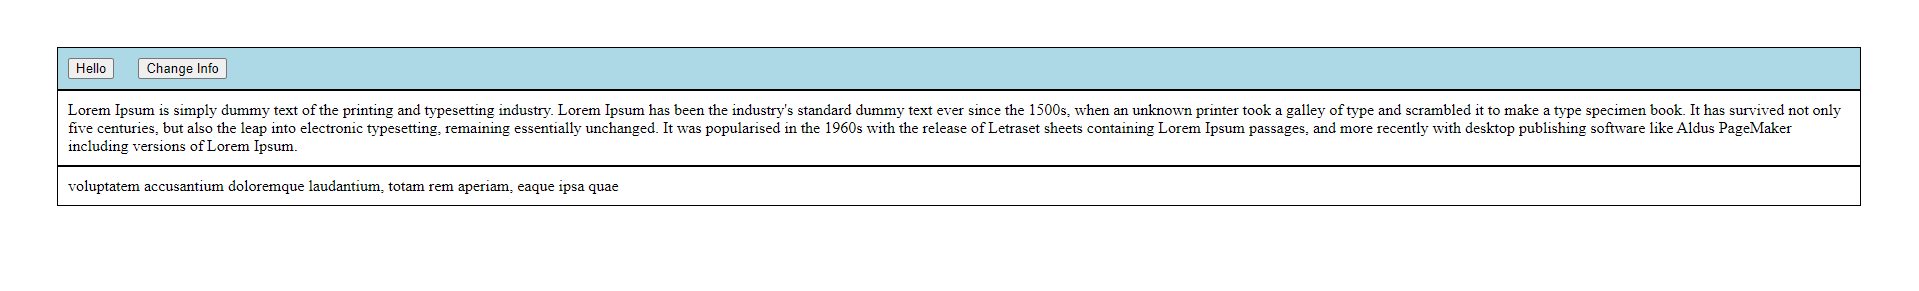 Hello Change Info
Lorem Ipsum is simply dummy text of the printing and typesetting industry. Lorem Ipsum has been the industry's standard dummy text ever since the 1500s, when an unknown printer took a galley of type and scrambled it to make a type specimen book. It has survived not only
five centuries, but also the leap into electronic typesetting, remaining essentially unchanged. It was popularised in the 1960s with the release of Letraset sheets containing Lorem Ipsum passages, and more recently with desktop publishing software like Aldus PageMaker
including versions of Lorem Ipsum.
voluptatem accusantium doloremque laudantium, totam rem aperiam, eaque ipsa quae